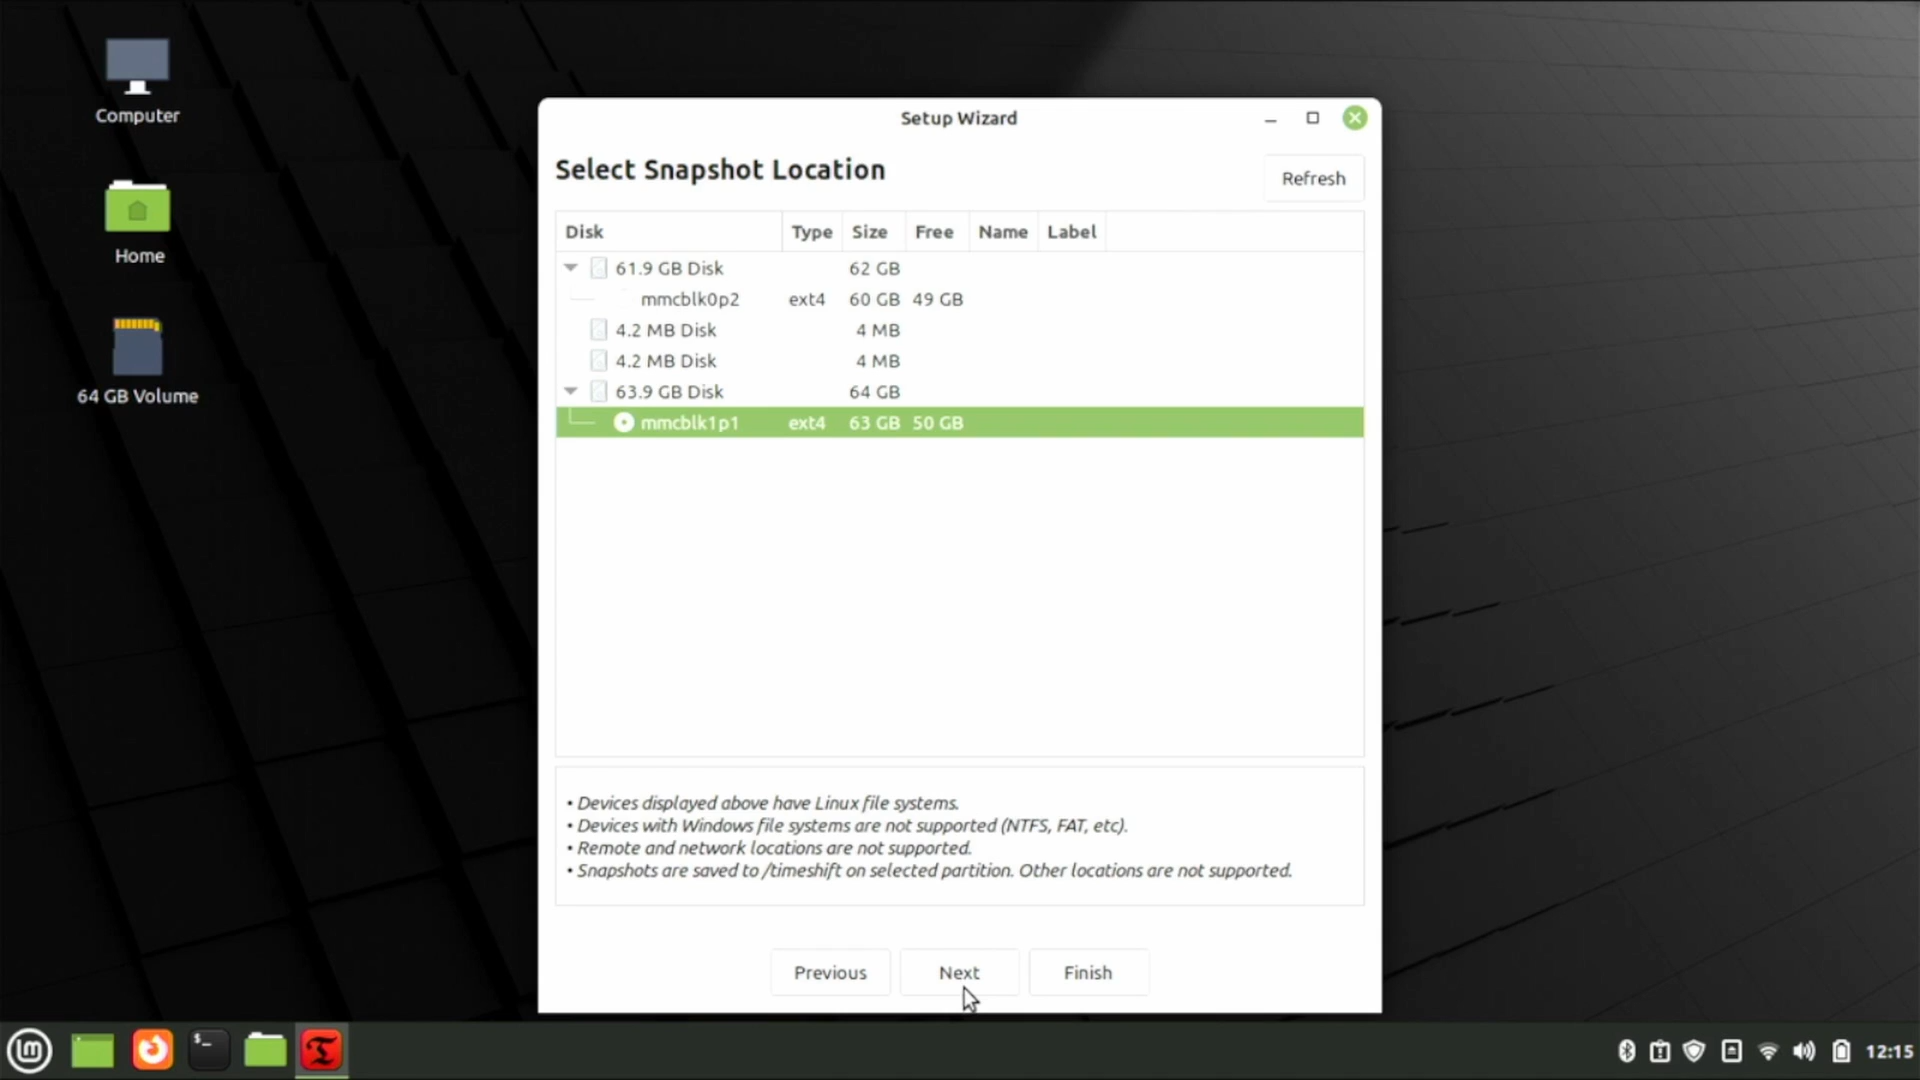 Computer
Home
64 GB Volume
Setup Wizard
Select Snapshot Location
Refresh
Disk Type Size Free Name Label
61.9 GB Disk 62 GB
mmcblk0p2 ext4 60 GB 49 GB
4.2 MB Disk 4 MB
4.2 MB Disk 4 MB
63.9 GB Disk 64 GB
mmcblk1p1 ext4 63 GB 50 GB
• Devices displayed above have Linux file systems.
• Devices with Windows file systems are not supported (NTFS, FAT, etc).
• Remote and network locations are not supported.
• Snapshots are saved to /timeshift on selected partition. Other locations are not supported.
Previous Next Finish
$_
12:15